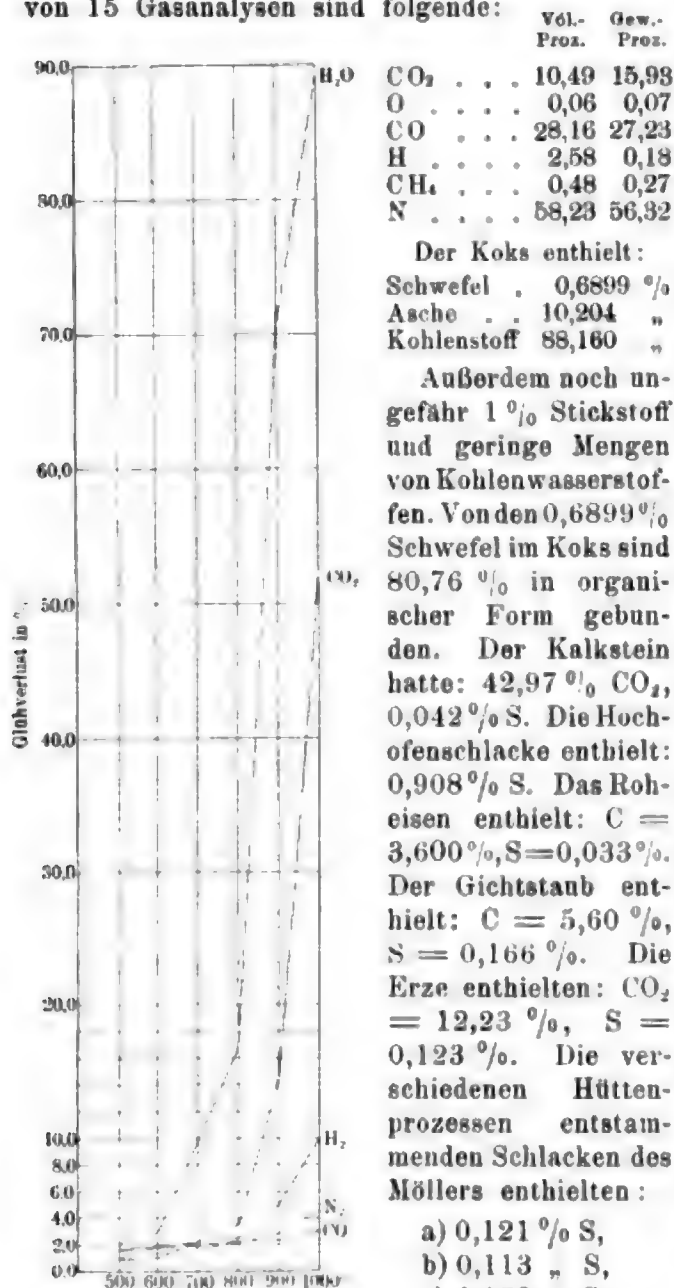 von 15 Gasanalysen sind folgende:
Vol.- Gew.-
Proz. Proz.
CO₂ . . . 10,49 15,93
O . . . . 0,06 0,07
CO . . . 28,16 27,23
H . . . . 2,58 0,18
CH₄ . . . 0,48 0,27
N . . . . 58,23 56,32
Der Koks enthielt:
Schwefel . 0,6899 %
Asche . . 10,204 „
Kohlenstoff 88,160 „
Außerdem noch un-
gefähr 1 % Stickstoff
und geringe Mengen
von Kohlenwasserstof-
fen. Von den 0,6899 %
Schwefel im Koks sind
80,76 % in organi-
scher Form gebun-
den. Der Kalkstein
hatte: 42,97 % CO₂,
0,042 % S. Die Hoch-
ofenschlacke enthielt:
0,908 % S. Das Roh-
eisen enthielt: C =
3,600 %, S = 0,033 %.
Der Gichtstaub ent-
hielt: C = 5,60 %,
S = 0,166 %. Die
Erze enthielten: CO₂
= 12,23 %, S =
0,123 %. Die ver-
schiedenen Hütten-
prozessen entstam-
menden Schlacken des
Möllers enthielten:
a) 0,121 % S,
b) 0,113 „ S,
Glühverlust in %
90,0
80,0
70,0
60,0
50,0
40,0
30,0
20,0
10,0
8,0
6,0
4,0
2,0
0,0
500 600 700 800 900 1000
H₂O
CO₂
H₂
N₂
CO